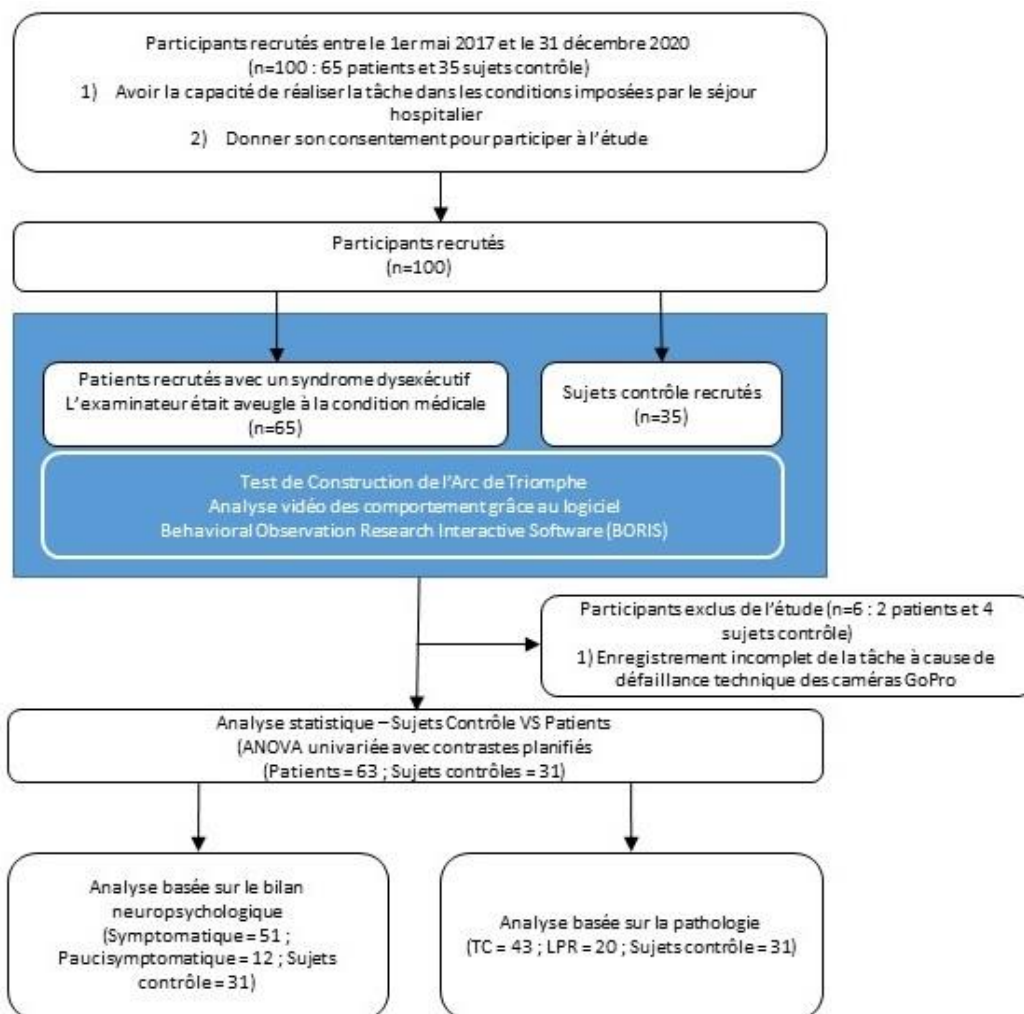 Participants recrutés entre le 1er mai 2017 et le 31 décembre 2020
(n=100 : 65 patients et 35 sujets contrôle)
1) Avoir la capacité de réaliser la tâche dans les conditions imposées par le séjour
hospitalier
2) Donner son consentement pour participer à l'étude
Participants recrutés
(n=100)
Patients recrutés avec un syndrome dysexécutif
L'examinateur était aveugle à la condition médicale
(n=65)
Sujets contrôle recrutés
(n=35)
Test de Construction de l'Arc de Triomphe
Analyse vidéo des comportement grâce au logiciel
Behavioral Observation Research Interactive Software (BORIS)
Participants exclus de l'étude (n=6 : 2 patients et 4
sujets contrôle)
1) Enregistrement incomplet de la tâche à cause de
défaillance technique des caméras GoPro
Analyse statistique – Sujets Contrôle VS Patients
(ANOVA univariée avec contrastes planifiés
(Patients = 63 ; Sujets contrôles = 31)
Analyse basée sur le bilan
neuropsychologique
(Symptomatique = 51 ;
Paucisymptomatique = 12 ; Sujets
contrôle = 31)
Analyse basée sur la pathologie
(TC = 43 ; LPR = 20 ; Sujets contrôle = 31)